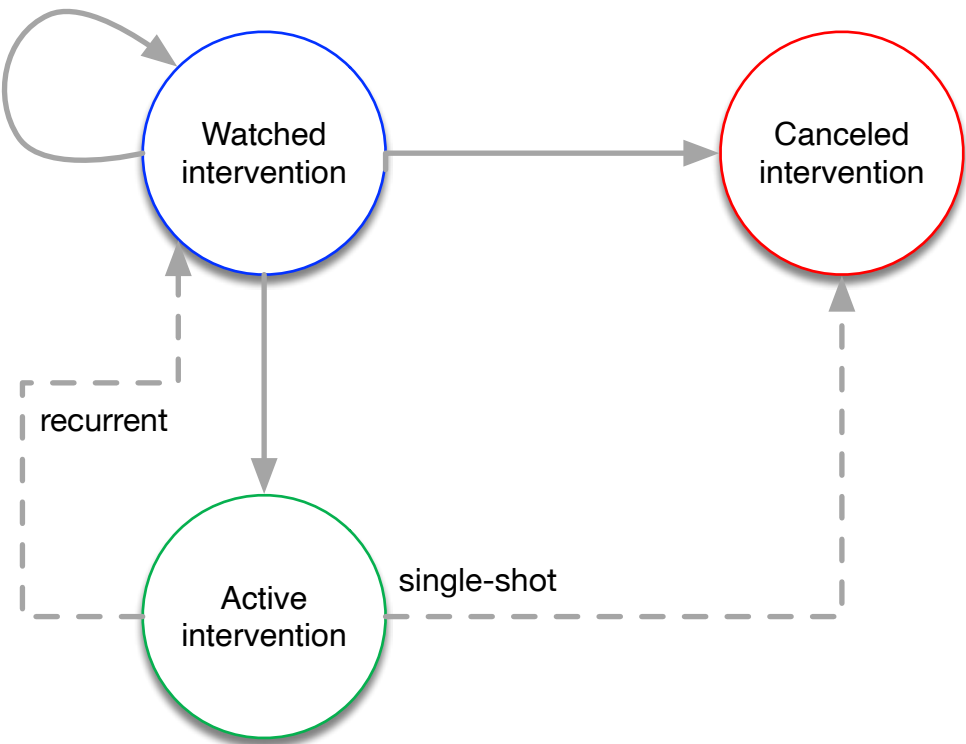 Watched
intervention
Canceled
intervention
recurrent
single-shot
Active
intervention